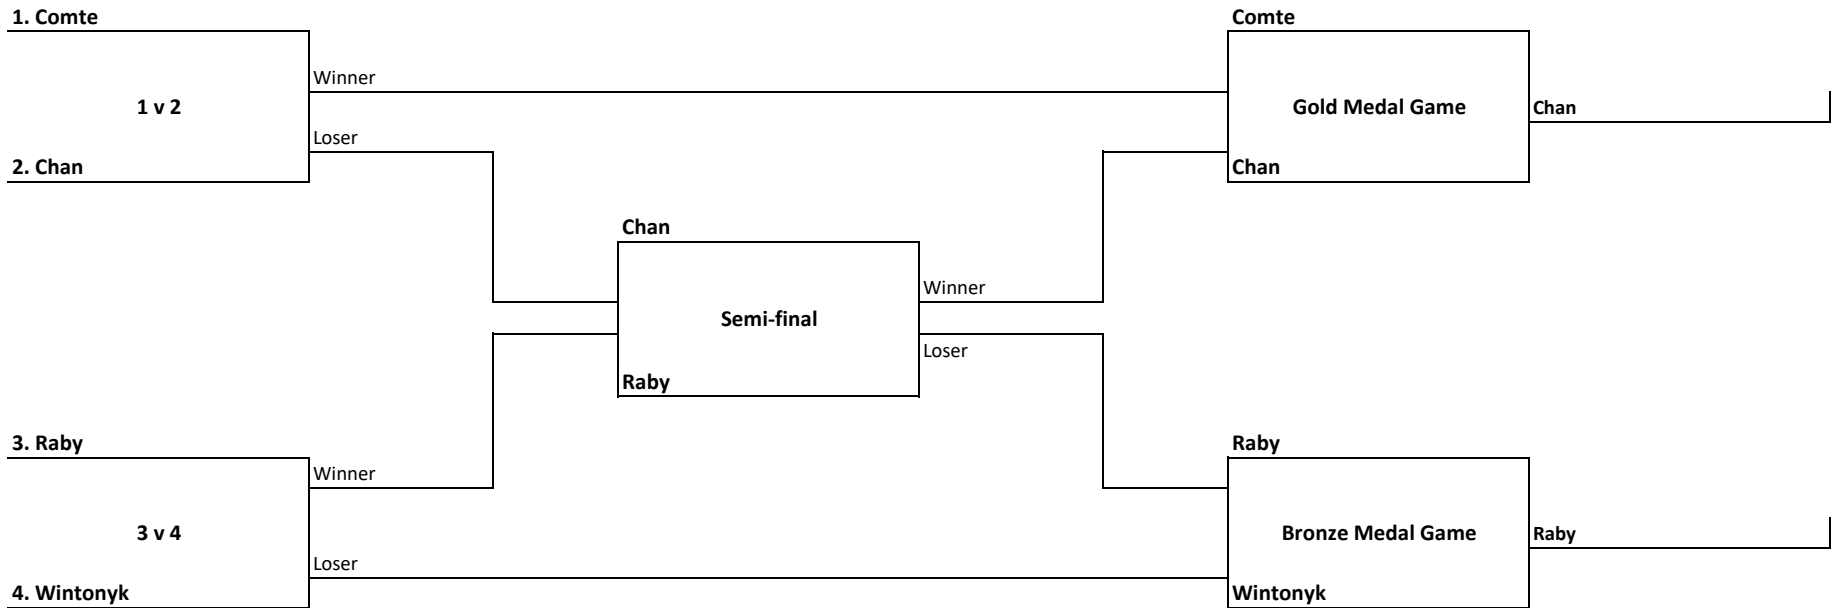 1. Comte
Comte
Winner
1 v 2
Gold Medal Game
Chan
Loser
2. Chan
Chan
Chan
Winner
Semi-final
Loser
Raby
3. Raby
Raby
Winner
3 v 4
Bronze Medal Game
Raby
Loser
4. Wintonyk
Wintonyk